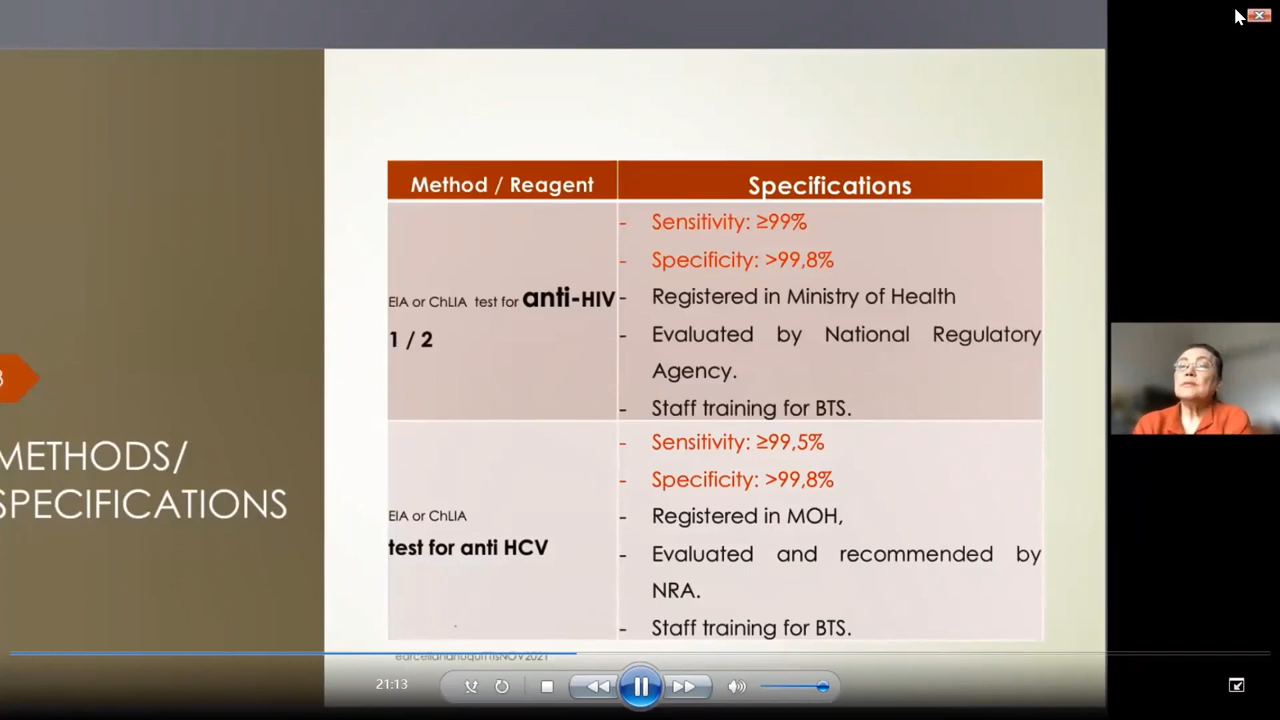 Method / Reagent
Specifications
- Sensitivity: ≥99%
- Specificity: >99,8%
EIA or ChLIA test for anti-HIV
1 / 2
- Registered in Ministry of Health
- Evaluated by National Regulatory
Agency.
- Staff training for BTS.
- Sensitivity: ≥99,5%
- Specificity: >99,8%
EIA or ChLIA
test for anti HCV
- Registered in MOH,
- Evaluated and recommended by
NRA.
- Staff training for BTS.
METHODS/
SPECIFICATIONS
21:13